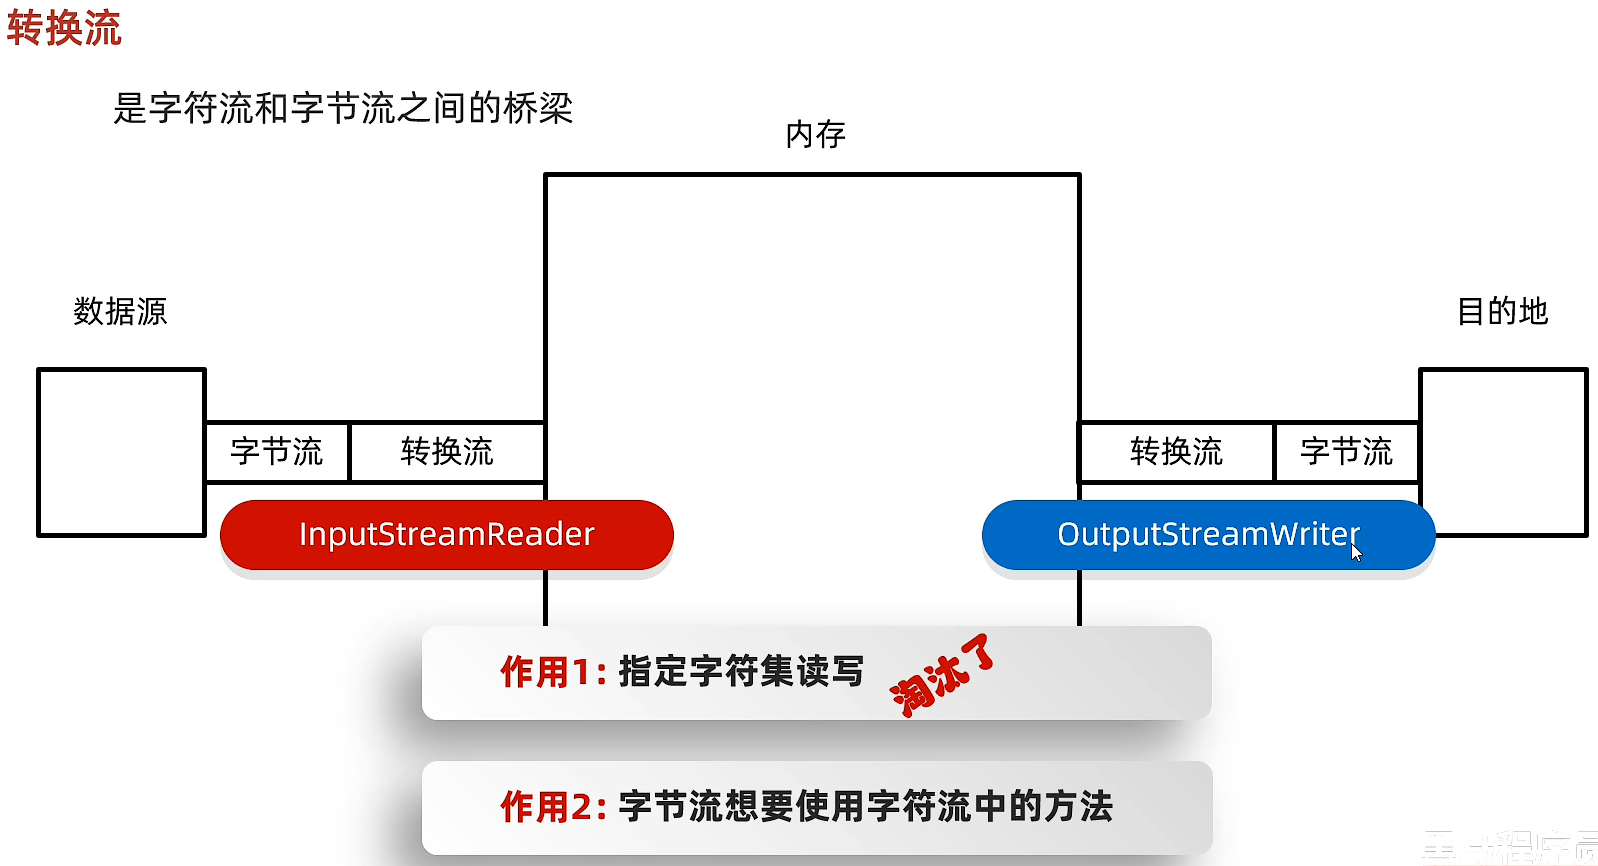 转换流
是字符流和字节流之间的桥梁
内存
数据源
目的地
字节流
转换流
转换流
字节流
InputStreamReader
OutputStreamWriter
作用1: 指定字符集读写
淘汰了
作用2: 字节流想要使用字符流中的方法
程序员